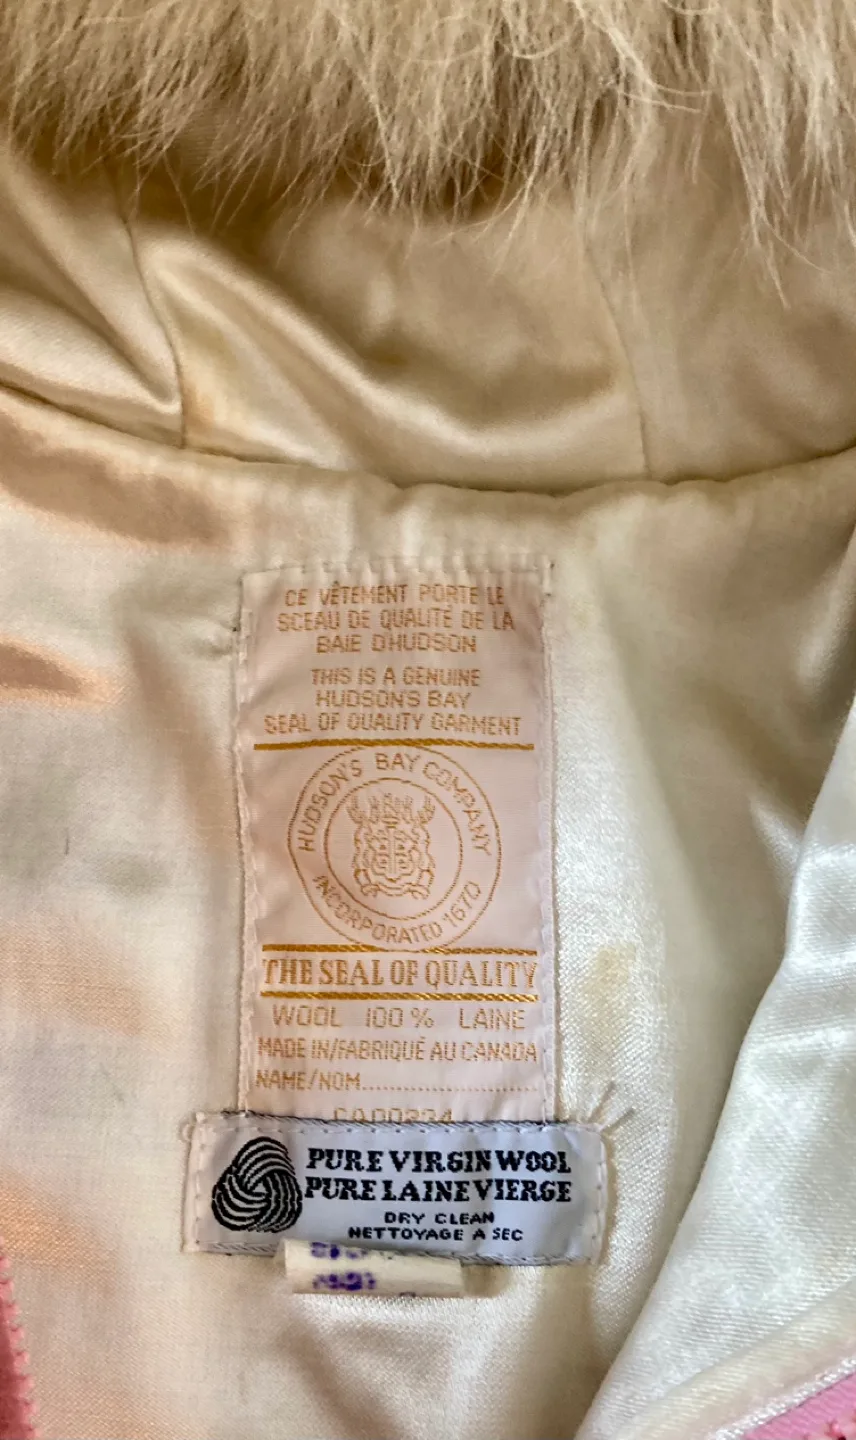 CE VÊTEMENT PORTE LE
SCEAU DE QUALITÉ DE LA
BAIE D'HUDSON
THIS IS A GENUINE
HUDSON'S BAY
SEAL OF QUALITY GARMENT
HUDSON'S BAY COMPANY
INCORPORATED 1670
THE SEAL OF QUALITY
WOOL 100 % LAINE
MADE IN/FABRIQUÉ AU CANADA
NAME/NOM
PURE VIRGIN WOOL
PURE LAINE VIERGE
DRY CLEAN
NETTOYAGE A SEC